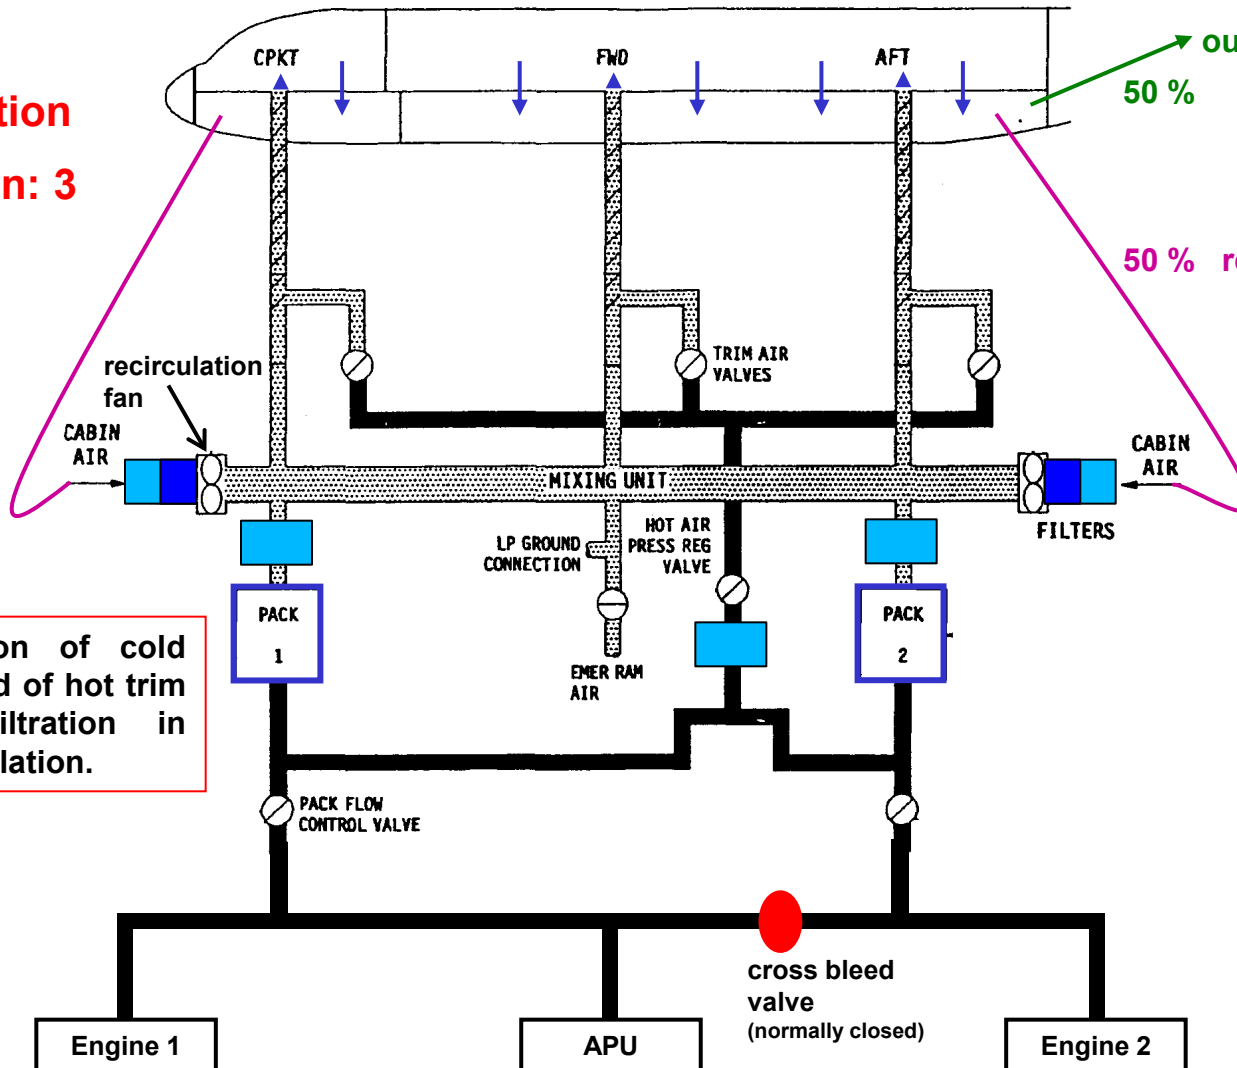 CPKT
FWD
AFT
ou
50 %
tion
n: 3
50 % r
TRIM AIR
VALVES
recirculation
fan
CABIN
AIR
CABIN
AIR
MIXING UNIT
FILTERS
LP GROUND
CONNECTION
HOT AIR
PRESS REG
VALVE
PACK
1
PACK
2
EMER RAM
AIR
on of cold
d of hot trim
iltration in
lation.
PACK FLOW
CONTROL VALVE
cross bleed
valve
(normally closed)
Engine 1
APU
Engine 2